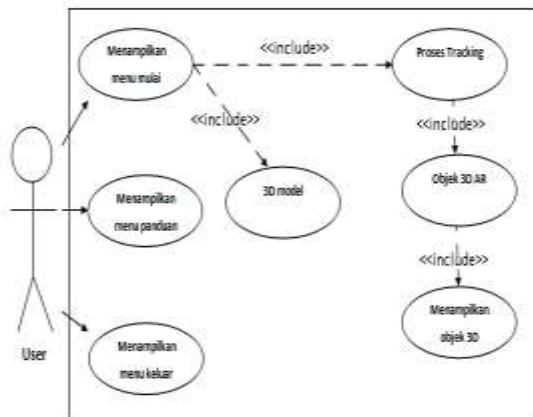 Menampilkan
menu mulai
<<include>>
Proses Tracking
<<include>>
<<include>>
Menampilkan
menu panduan
3D model
Objek 3D AR
<<include>>
User
Menampilkan
menu keluar
Menampilkan
objek 3D